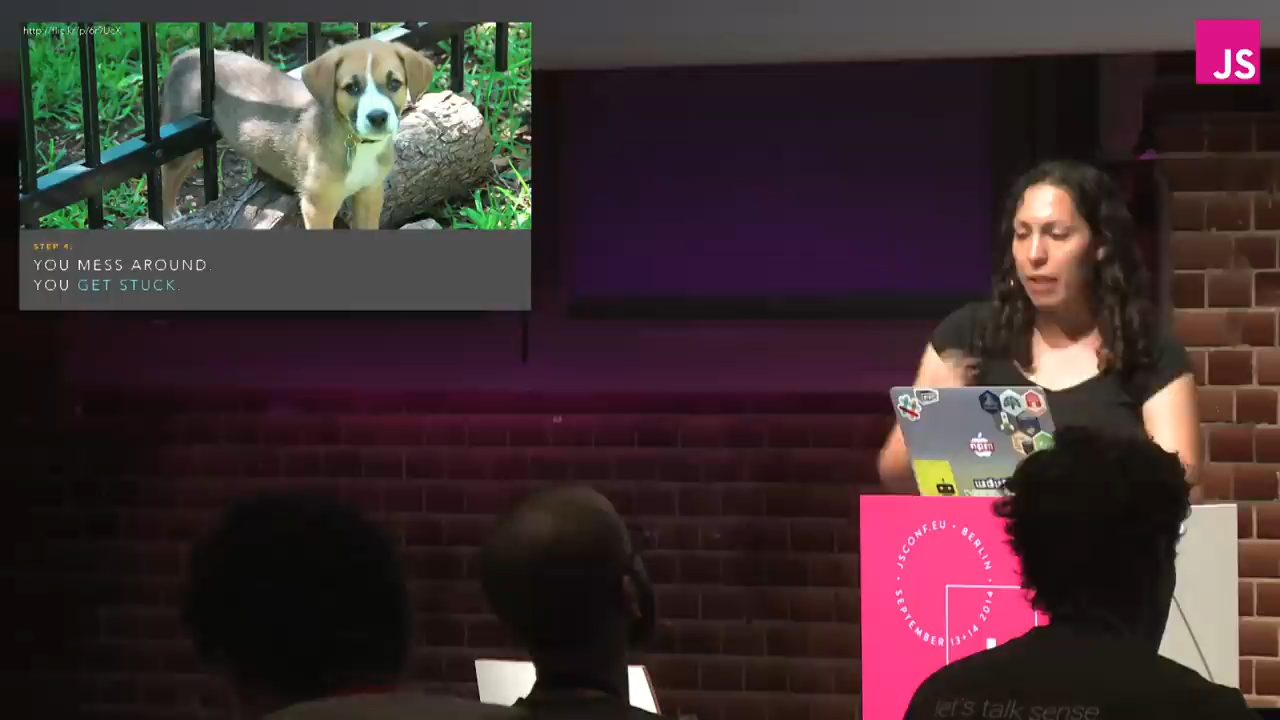 JS
STEP 4:
YOU MESS AROUND.
YOU GET STUCK.
npm
JSCONF.EU • BERLIN • SEPTEMBER 13+14 2014 •
let's talk sense